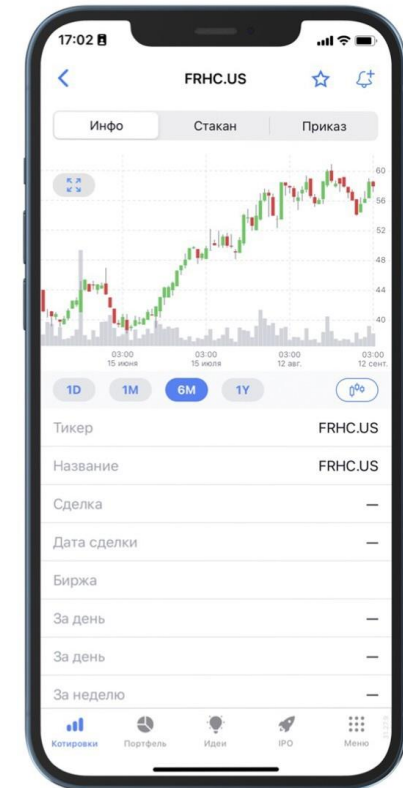 17:02
FRHC.US
Инфо Стакан Приказ
60
56
52
48
44
40
03:00 03:00 03:00 03:00
15 июня 15 июля 12 авг. 12 сент.
1D 1M 6M 1Y
Тикер FRHC.US
Название FRHC.US
Сделка —
Дата сделки —
Биржа
За день —
За день —
За неделю —
Котировки Портфель Идеи IPO Меню